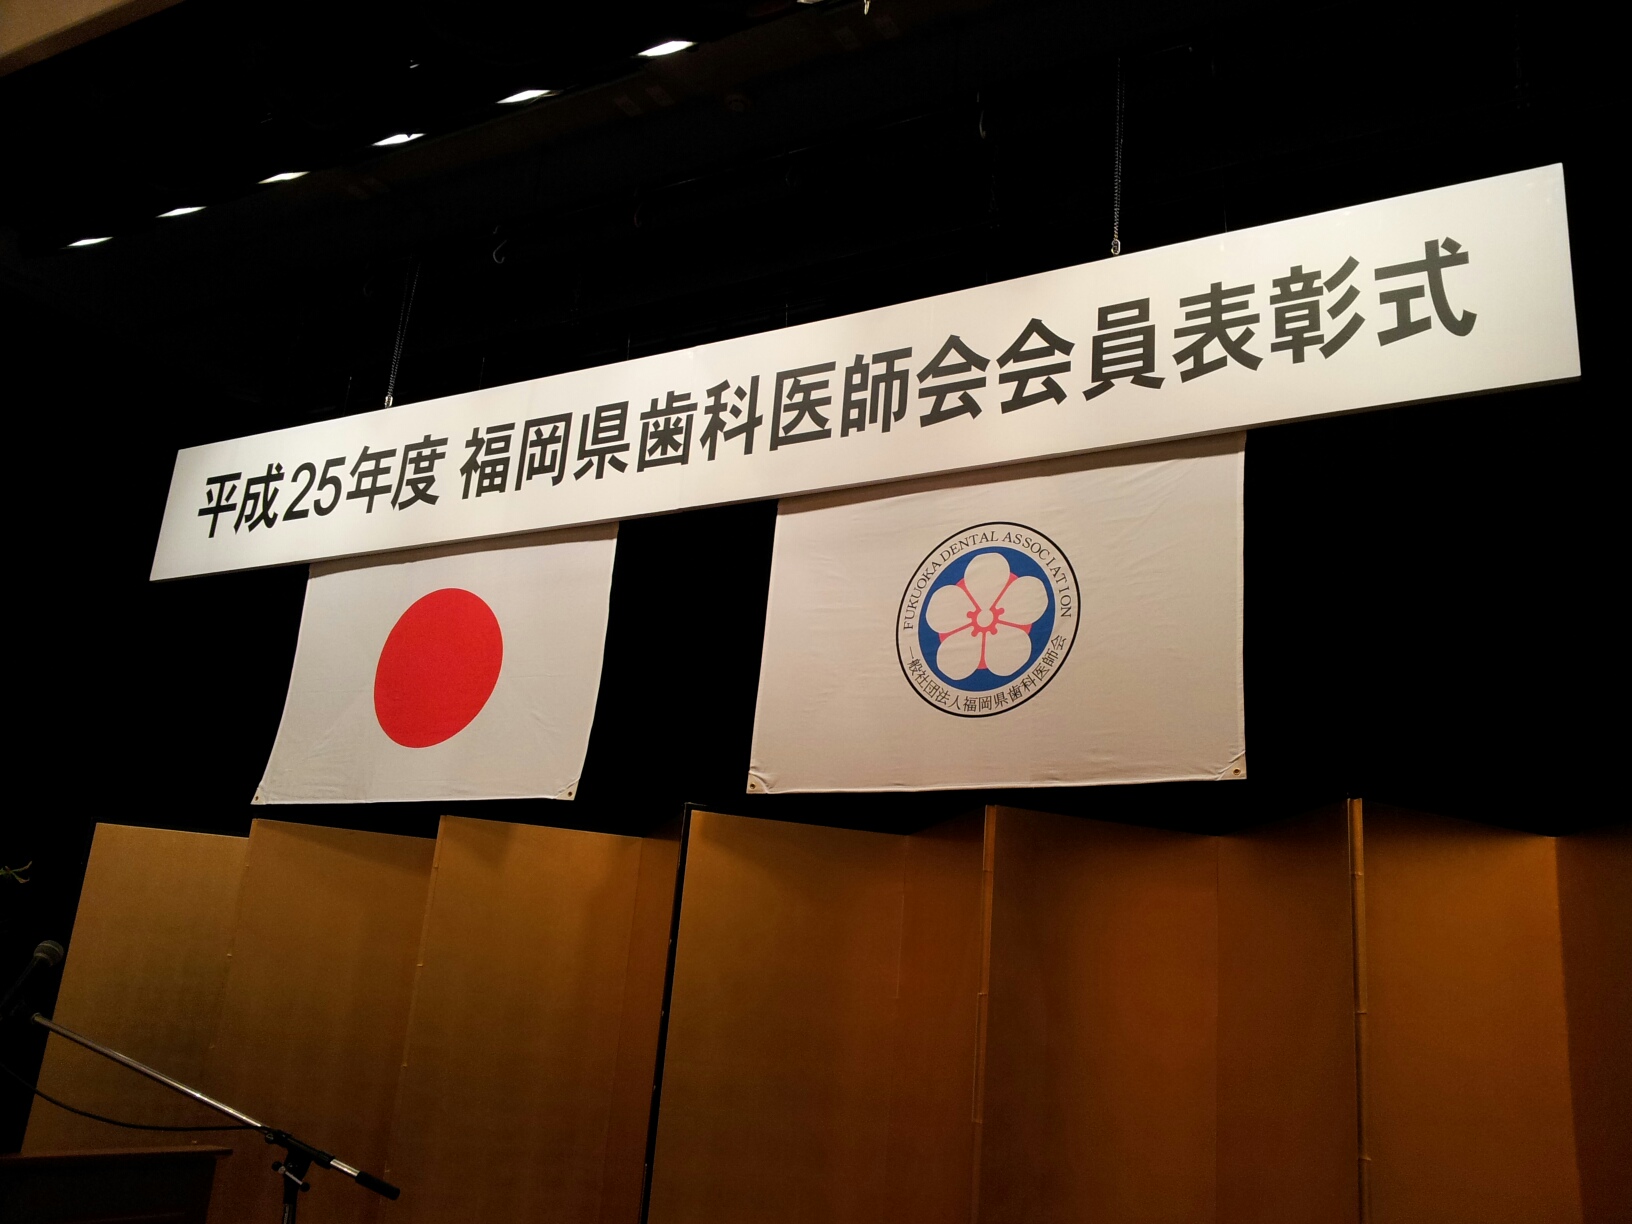 平成25年度 福岡県歯科医師会会員表彰式
FUKUOKA DENTAL ASSOCIATION
一般社団法人福岡県歯科医師会